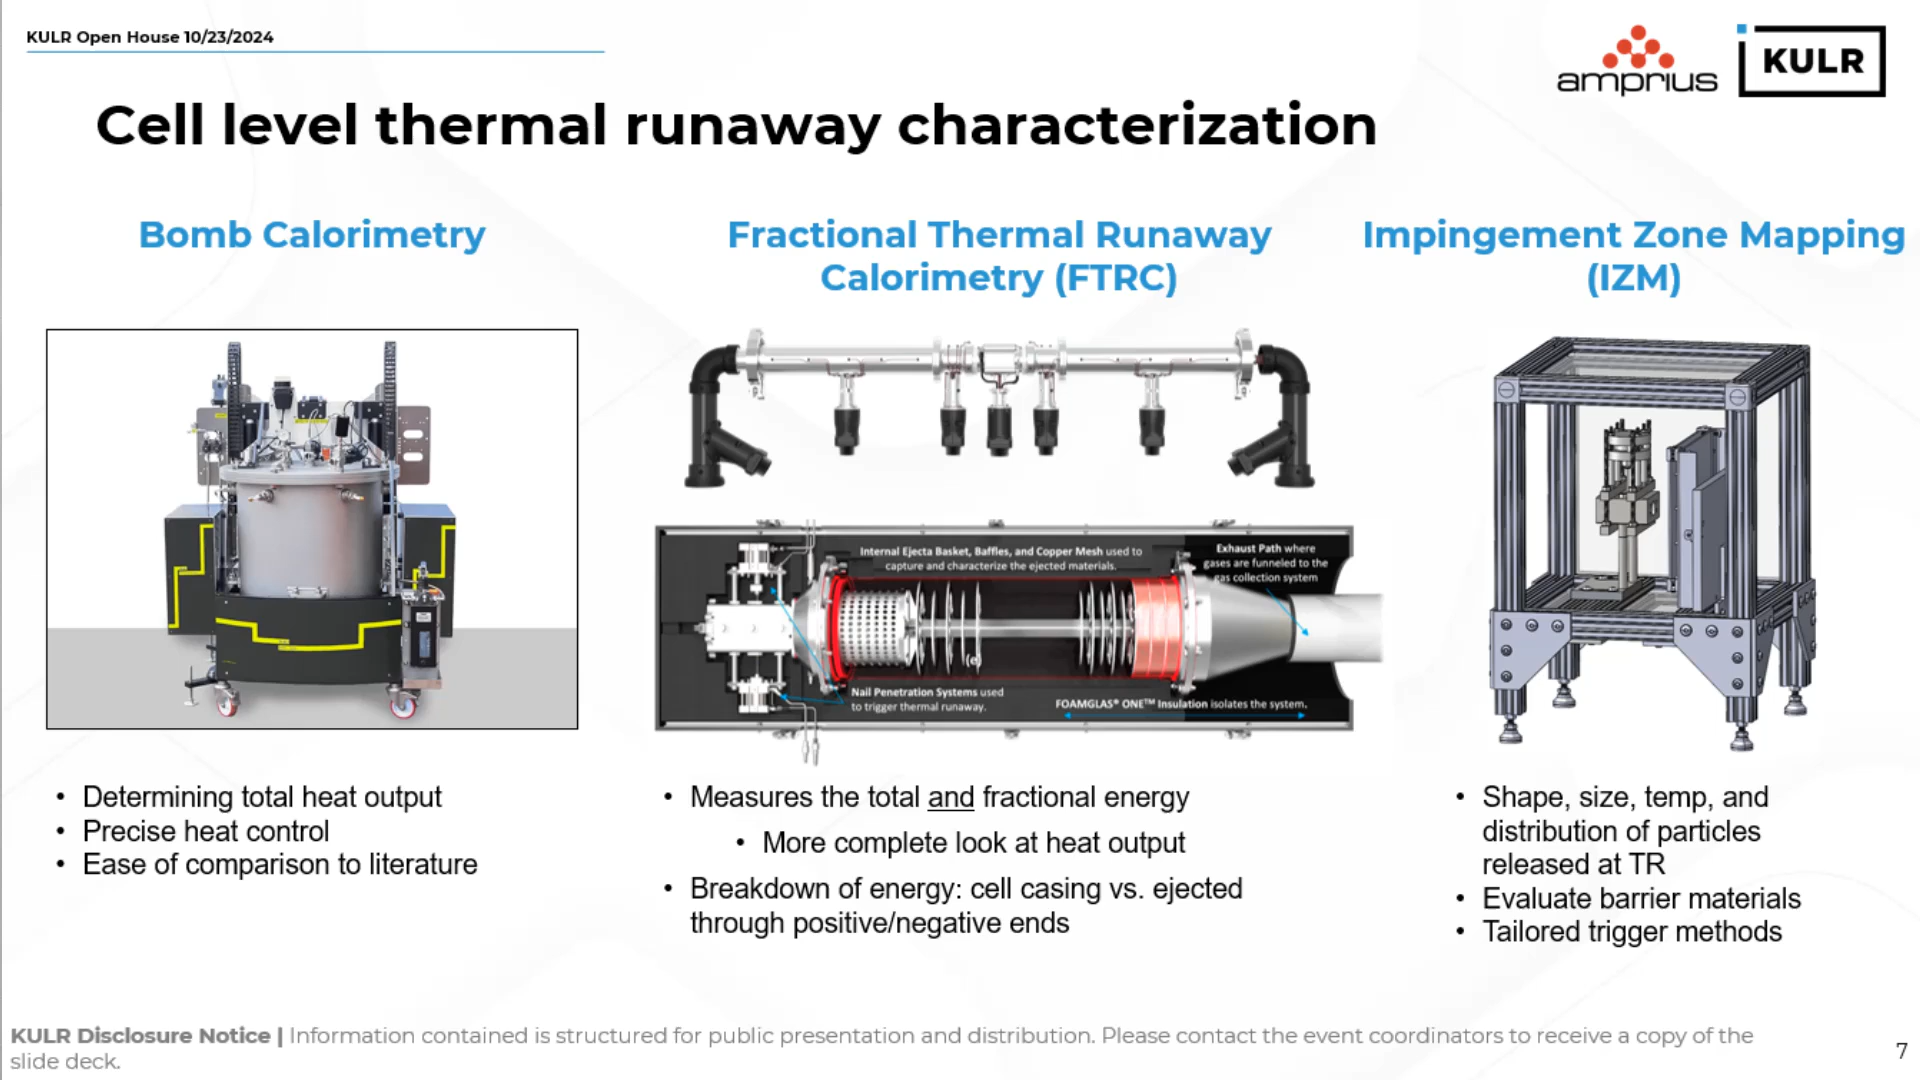 KULR Open House 10/23/2024
amprius
KULR
Cell level thermal runaway characterization
Bomb Calorimetry
Fractional Thermal Runaway
Calorimetry (FTRC)
Impingement Zone Mapping
(IZM)
Internal Ejecta Basket, Baffles, and Copper Mesh used to
capture and characterize the ejected materials.
Exhaust Path where
gases are funneled to the
gas collection system
(e)
Nail Penetration Systems used
to trigger thermal runaway.
FOAMGLAS® ONE™ Insulation isolates the system.
• Determining total heat output
• Precise heat control
• Ease of comparison to literature
• Measures the total and fractional energy
• More complete look at heat output
• Breakdown of energy: cell casing vs. ejected
through positive/negative ends
• Shape, size, temp, and
distribution of particles
released at TR
• Evaluate barrier materials
• Tailored trigger methods
KULR Disclosure Notice | Information contained is structured for public presentation and distribution. Please contact the event coordinators to receive a copy of the
slide deck.
7